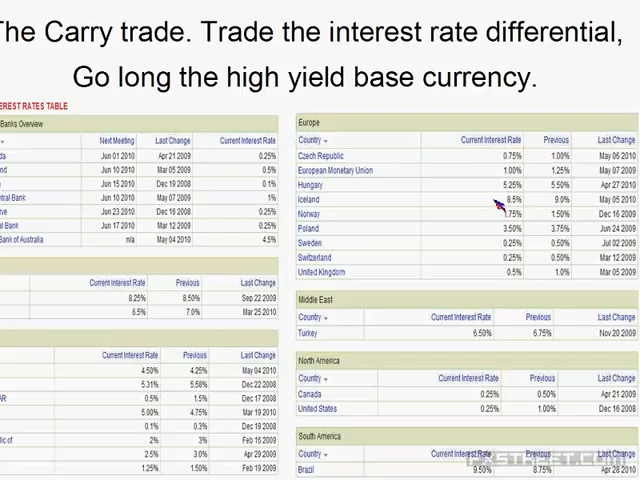 The Carry trade. Trade the interest rate differential,
Go long the high yield base currency.
EREST RATES TABLE
Banks Overview
Next Meeting Last Change Current Interest Rate
da Jun 01 2010 Apr 21 2009 0.25%
nd Jun 10 2010 Mar 05 2009 0.5%
Jun 15 2010 Dec 19 2008 0.1%
ntral Bank Jun 10 2010 May 07 2009 1%
rve Jun 23 2010 Dec 16 2008 0.25%
al Bank Jun 17 2010 Mar 12 2009 0.25%
Bank of Australia n/a May 04 2010 4.5%
Current Interest Rate Previous Last Change
8.25% 8.50% Sep 22 2009
6.5% 7.0% Mar 25 2010
Current Interest Rate Previous Last Change
4.50% 4.25% May 04 2010
5.31% 5.58% Dec 22 2008
AR 0.5% 1.5% Dec 17 2008
5.00% 4.75% Mar 19 2010
0.1% 0.3% Dec 19 2008
lic of 2% 3% Feb 16 2009
2.5% 3.0% Apr 29 2009
1.25% 1.50% Feb 19 2009
Europe
Country Current Interest Rate Previous Last Change
Czech Republic 0.75% 1.00% May 06 2010
European Monetary Union 1.00% 1.25% May 07 2009
Hungary 5.25% 5.50% Apr 27 2010
Iceland 8.5% 9.0% May 05 2010
Norway 1.75% 1.50% Dec 16 2009
Poland 3.50% 3.75% Jun 24 2009
Sweden 0.25% 0.50% Jul 02 2009
Switzerland 0.25% 0.50% Mar 12 2009
United Kingdom 0.5% 1.0% Mar 05 2009
Middle East
Country Current Interest Rate Previous Last Change
Turkey 6.50% 6.75% Nov 20 2009
North America
Country Current Interest Rate Previous Last Change
Canada 0.25% 0.50% Apr 21 2009
United States 0.25% 1.00% Dec 16 2008
South America
Country Current Interest Rate Previous Last Change
Brazil 9.50% 8.75% Apr 28 2010
FXSTREET.COM